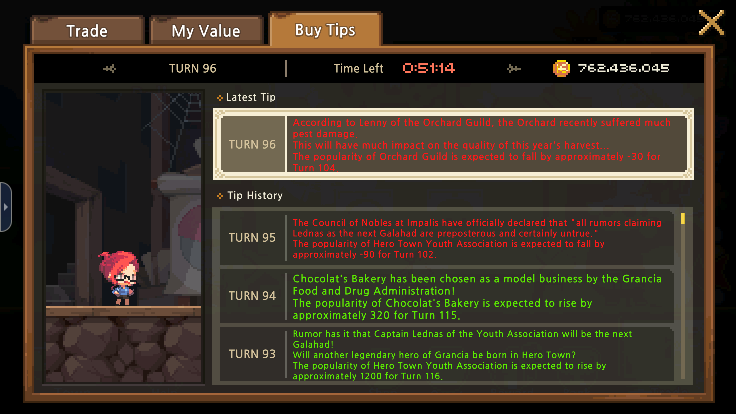 Trade
My Value
Buy Tips
TURN 96
Time Left
0:51:14
762,436,045
Latest Tip
TURN 96
According to Lenny of the Orchard Guild, the Orchard recently suffered much
pest damage
This will have much impact on the quality of this year's harvest...
The popularity of Orchard Guild is expected to fall by approximately -30 for
Turn 104
Tip History
TURN 95
The Council of Nobles at Impalis have officially declared that "all rumors claiming
Lednas as the next Galahad are preposterous and certainly untrue."
The popularity of Hero Town Youth Association is expected to fall by
approximately -90 for Turn 102.
TURN 94
Chocolat's Bakery has been chosen as a model business by the Grancia
Food and Drug Administration!
The popularity of Chocolat's Bakery is expected to rise by
approximately 320 for Turn 115.
TURN 93
Rumor has it that Captain Lednas of the Youth Association will be the next
Galahad!
Will another legendary hero of Grancia be born in Hero Town?
The popularity of Hero Town Youth Association is expected to rise by
approximately 1200 for Turn 116.